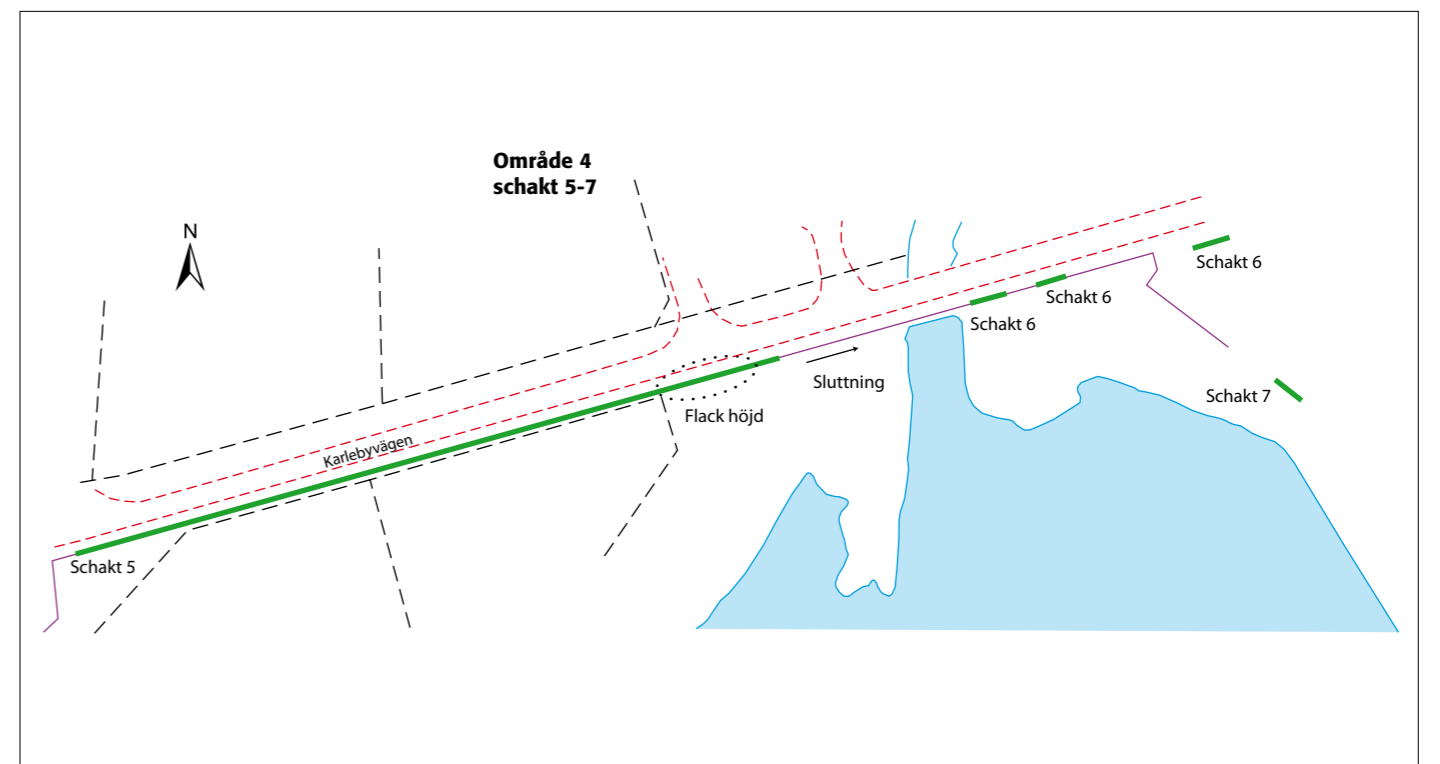 Område 4
schakt 5-7
N
Schakt 6
Schakt 6
Schakt 6
Sluttning
Schakt 7
Flack höjd
Karlebyvägen
Schakt 5